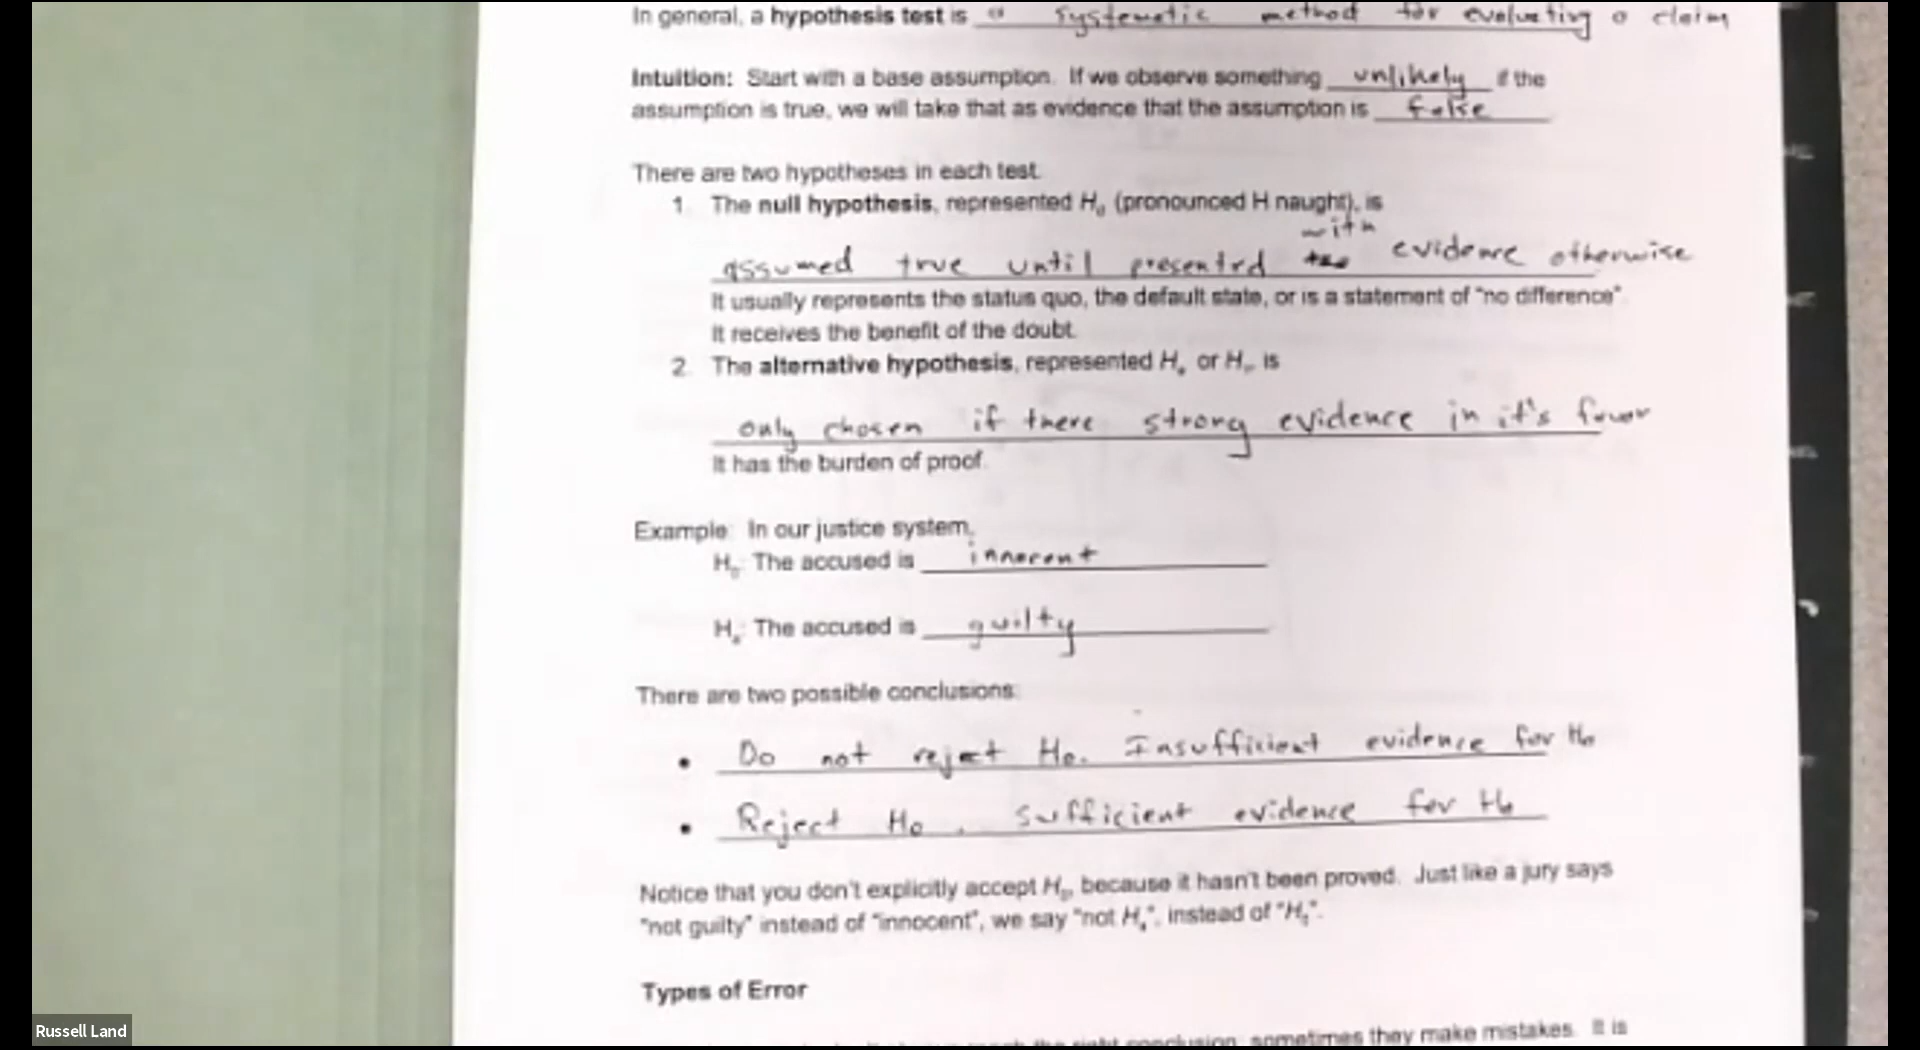 In general, a hypothesis test is a systematic method for evaluating a claim
Intuition: Start with a base assumption. If we observe something unlikely if the
assumption is true, we will take that as evidence that the assumption is false
There are two hypotheses in each test.
1. The null hypothesis, represented H₀ (pronounced H naught), is
with
assumed true until presented evidence otherwise
It usually represents the status quo, the default state, or is a statement of "no difference".
It receives the benefit of the doubt.
2. The alternative hypothesis, represented Hₐ or H₁, is
only chosen if there strong evidence in it's favor
It has the burden of proof.
Example: In our justice system,
H₀: The accused is innocent
Hₐ: The accused is guilty
There are two possible conclusions:
• Do not reject Ho. Insufficient evidence for
• Reject Ho. Sufficient evidence for
Notice that you don't explicitly accept H₀, because it hasn't been proved. Just like a jury says
"not guilty" instead of "innocent", we say "not Hₐ", instead of "H₀".
Types of Error
conclusion; sometimes they make mistakes. It is
Russell Land